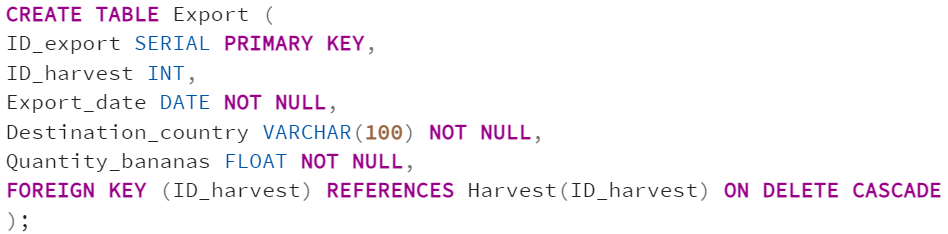 CREATE TABLE Export (
ID_export SERIAL PRIMARY KEY,
ID_harvest INT,
Export_date DATE NOT NULL,
Destination_country VARCHAR(100) NOT NULL,
Quantity_bananas FLOAT NOT NULL,
FOREIGN KEY (ID_harvest) REFERENCES Harvest(ID_harvest) ON DELETE CASCADE
);